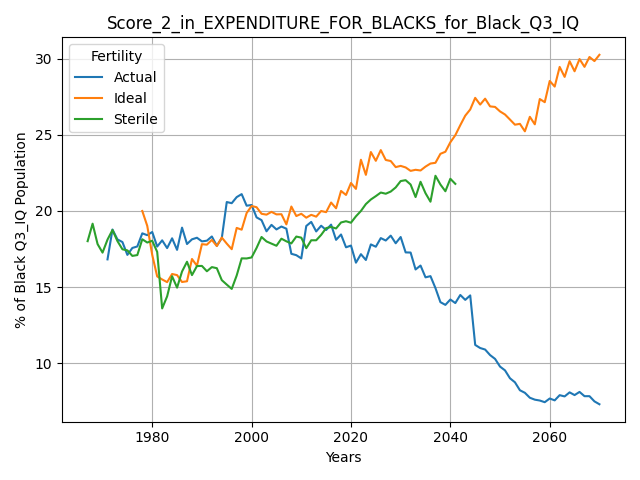 Score_2_in_EXPENDITURE_FOR_BLACKS_for_Black_Q3_IQ
Fertility
Actual
Ideal
Sterile
% of Black Q3_IQ Population
30
25
20
15
10
1980
2000
2020
2040
2060
Years